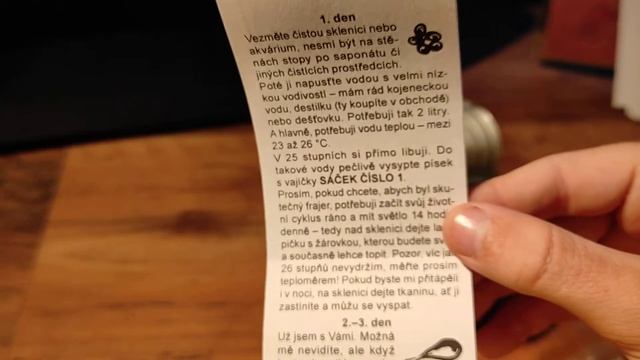 1. den
Vezměte čistou sklenici nebo
akvárium, nesmí být na stě-
nách stopy po saponátu či
jiných čisticích prostředcích.
Poté ji napusťte vodou s velmi níz-
kou vodivostí – mám rád kojeneckou
vodu, destilku (ty koupíte v obchodě)
nebo dešťovku. Potřebuji tak 2 litry.
A hlavně, potřebuji vodu teplou – mezi
23 až 26 °C.
V 25 stupních si přímo libuji. Do
takové vody pečlivě vysypte písek
s vajíčky SÁČEK ČÍSLO 1.
Prosím, pokud chcete, abych byl sku-
tečný frajer, potřebuji začít svůj život-
ní cyklus ráno a mít světlo 14 hod
denně – tedy nad sklenici dejte la
pičku s žárovkou, kterou budete sv
a současně lehce topit. Pozor, víc ja
26 stupňů nevydržím, měřte prosím
teploměrem! Pokud byste mi přitápěli
i v noci, na sklenici dejte tkaninu, ať ji
zastíníte a můžu se vyspat.
2.–3. den
Už jsem s Vámi. Možná
mě nevidíte, ale když